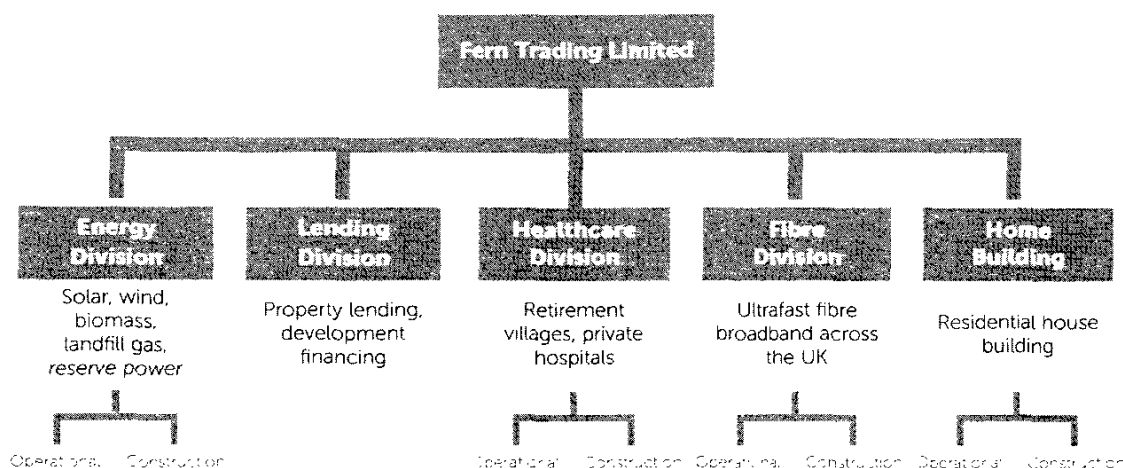 Fern Trading Limited
Energy
Division
Solar, wind,
biomass,
landfill gas,
reserve power
Operational Construction
Lending
Division
Property lending,
development
financing
Healthcare
Division
Retirement
villages, private
hospitals
Operational Construction
Fibre
Division
Ultrafast fibre
broadband across
the UK
Operational Construction
Home
Building
Residential house
building
Operational Construction